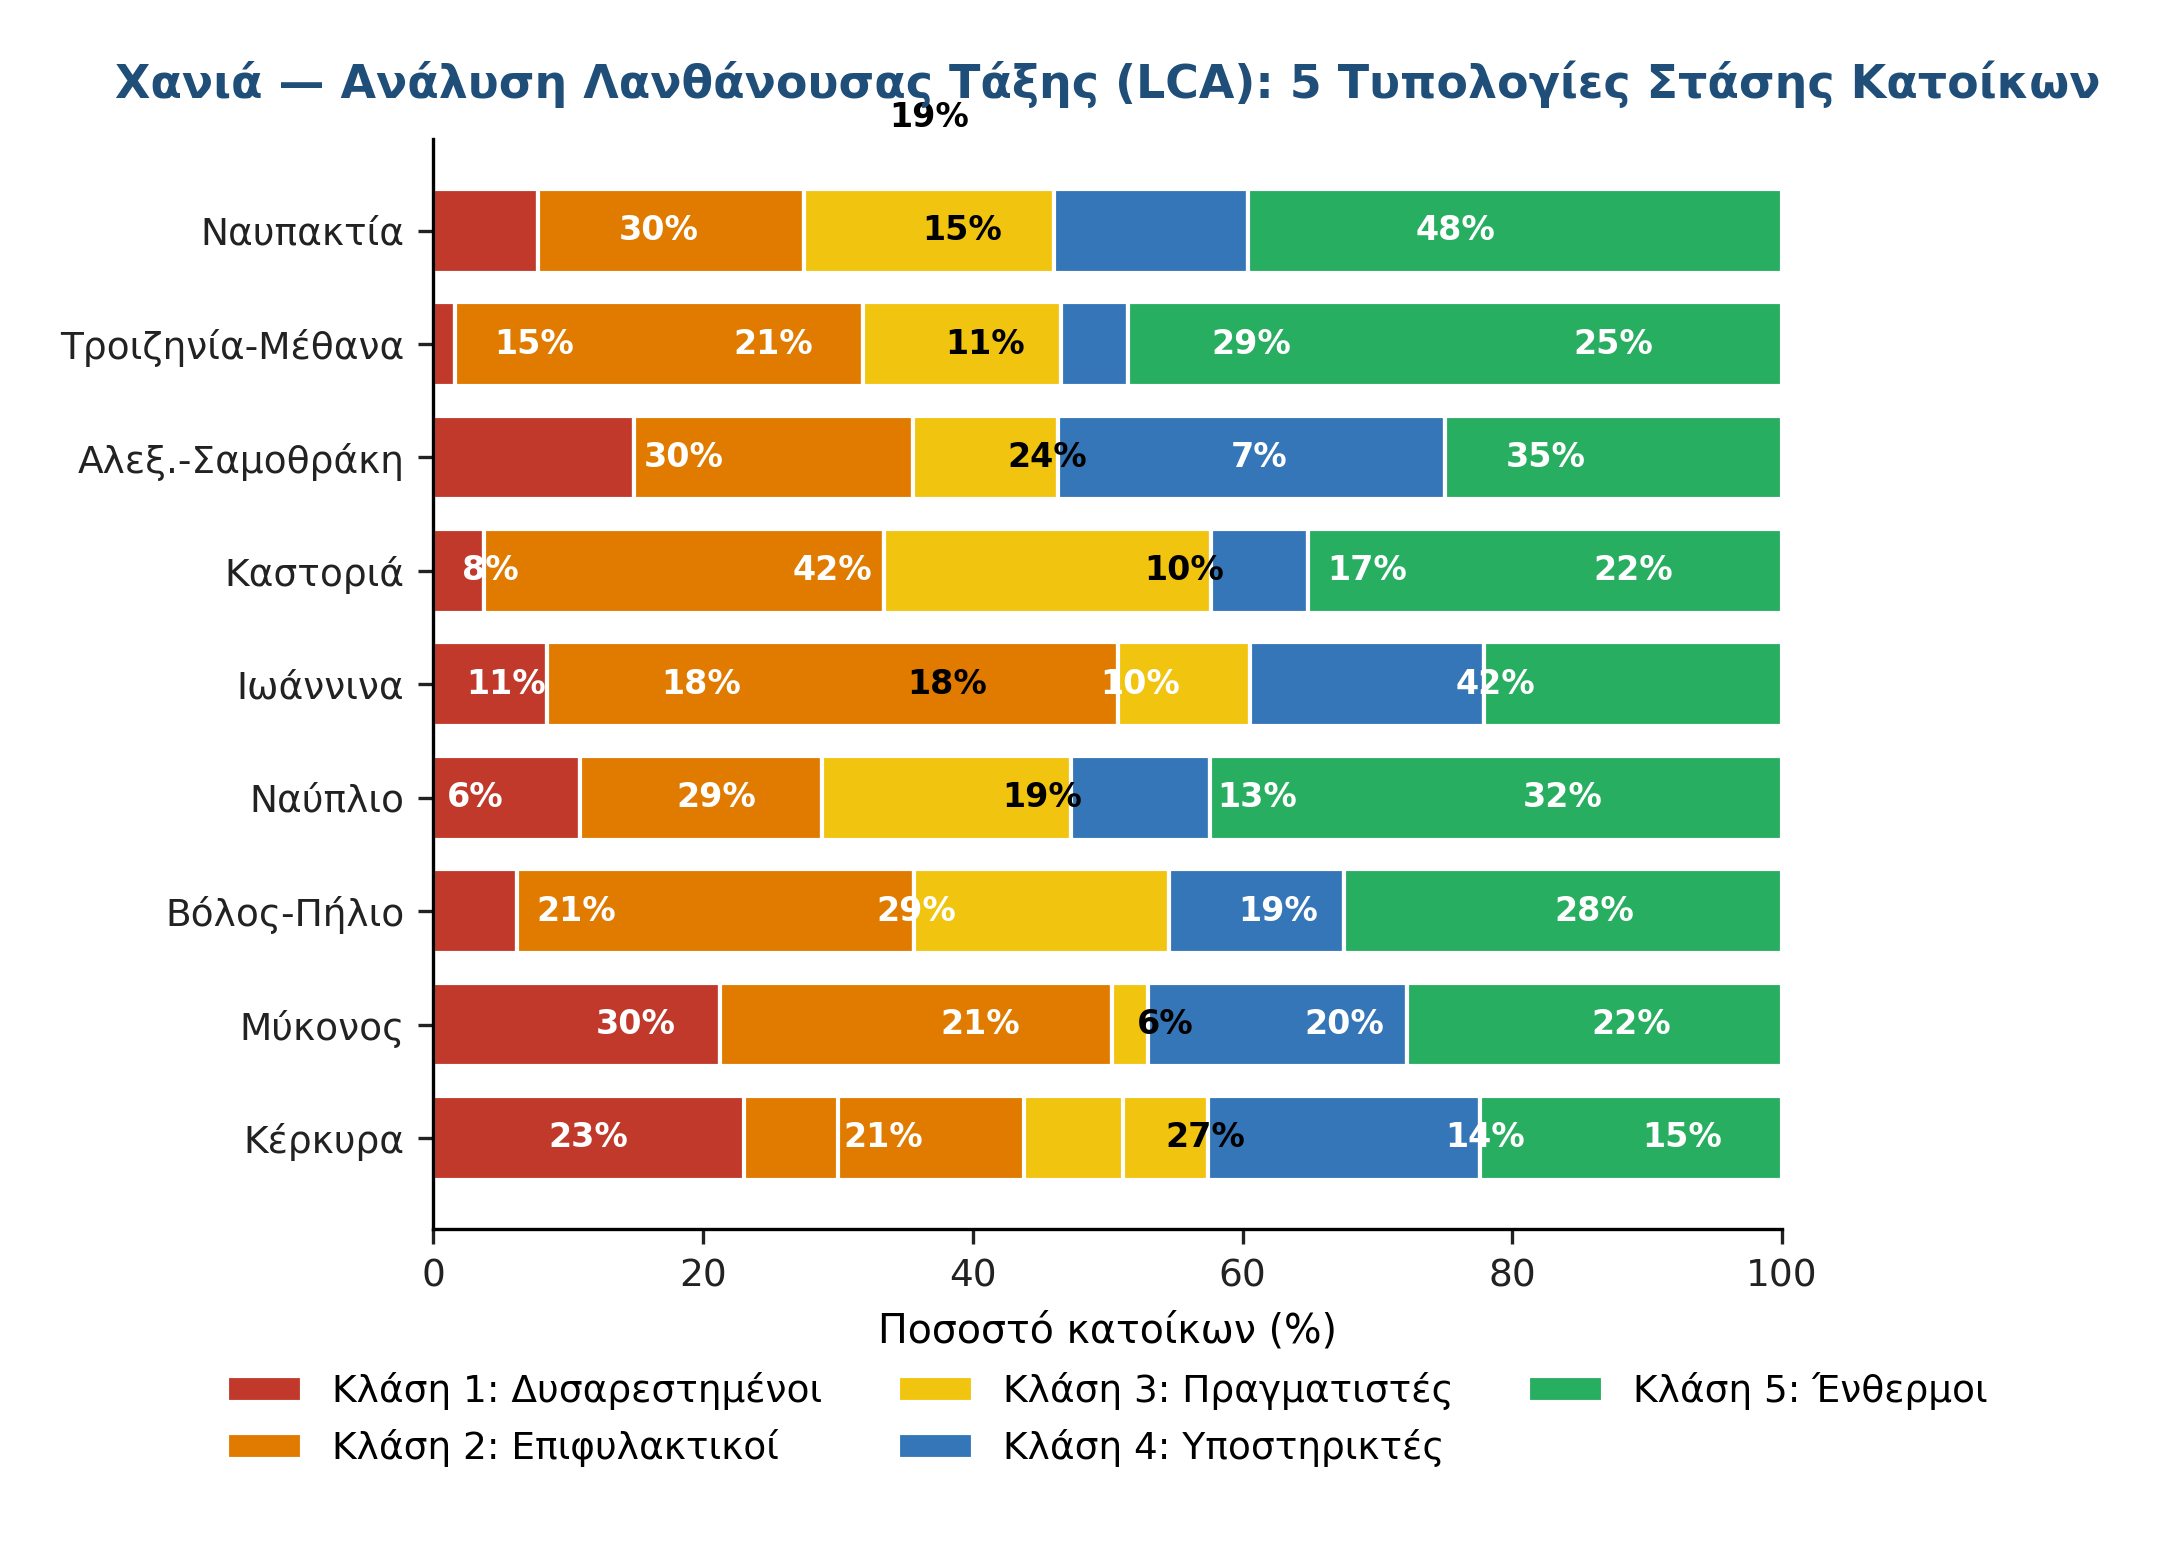 Χανιά — Ανάλυση Λανθάνουσας Τάξης (LCA): 5 Τυπολογίες Στάσης Κατοίκων
19%
Ναυπακτία 30% 15% 48%
Τροιζηνία-Μέθανα 15% 21% 11% 29% 25%
Αλεξ.-Σαμοθράκη 30% 24% 7% 35%
Καστοριά 8% 42% 10% 17% 22%
Ιωάννινα 11% 18% 18% 10% 42%
Ναύπλιο 6% 29% 19% 13% 32%
Βόλος-Πήλιο 21% 29% 19% 28%
Μύκονος 30% 21% 6% 20% 22%
Κέρκυρα 23% 21% 27% 14% 15%
0 20 40 60 80 100
Ποσοστό κατοίκων (%)
Κλάση 1: Δυσαρεστημένοι
Κλάση 2: Επιφυλακτικοί
Κλάση 3: Πραγματιστές
Κλάση 4: Υποστηρικτές
Κλάση 5: Ένθερμοι